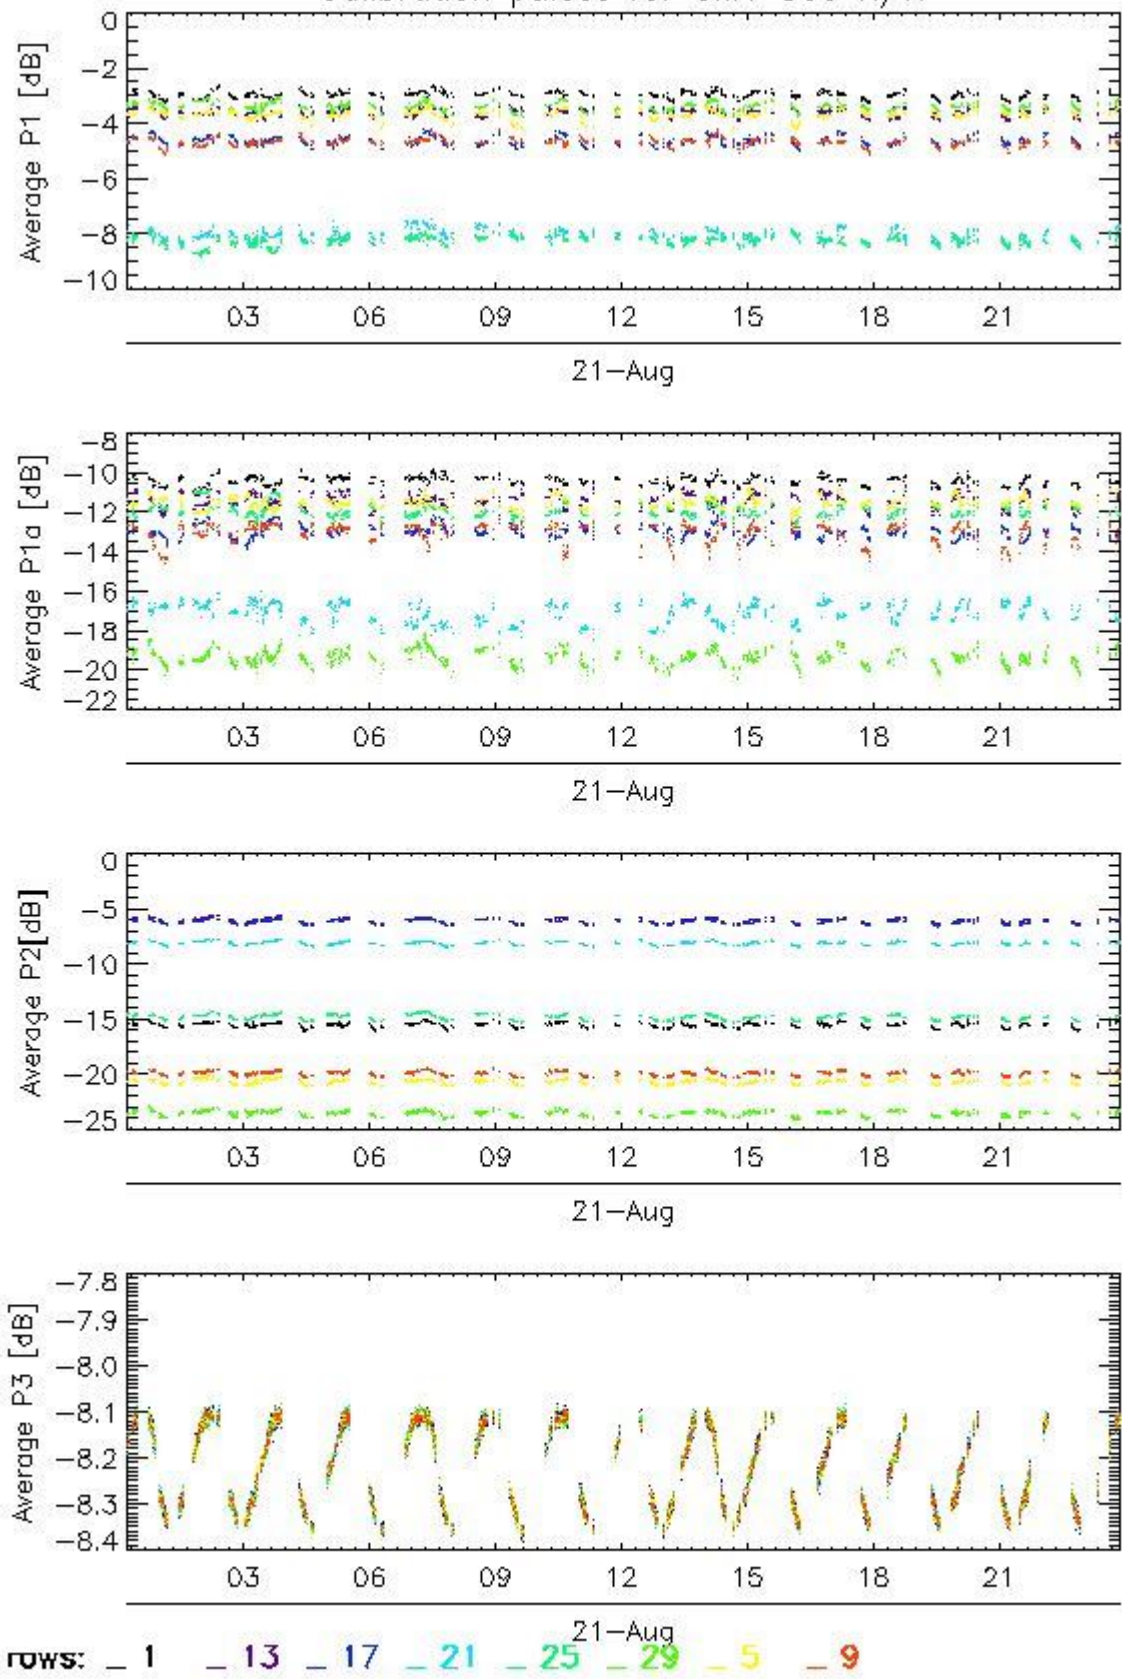 0
-2
-4
-6
-8
-10
Average P1 [dB]
03 06 09 12 15 18 21
21-Aug
-8
-10
-12
-14
-16
-18
-20
-22
Average P1a [dB]
03 06 09 12 15 18 21
21-Aug
0
-5
-10
-15
-20
-25
Average P2[dB]
03 06 09 12 15 18 21
21-Aug
-7.8
-7.9
-8.0
-8.1
-8.2
-8.3
-8.4
Average P3 [dB]
03 06 09 12 15 18 21
21-Aug
rows: _ 1 _ 13 _ 17 _ 21 _ 25 _ 29 _ 5 _ 9